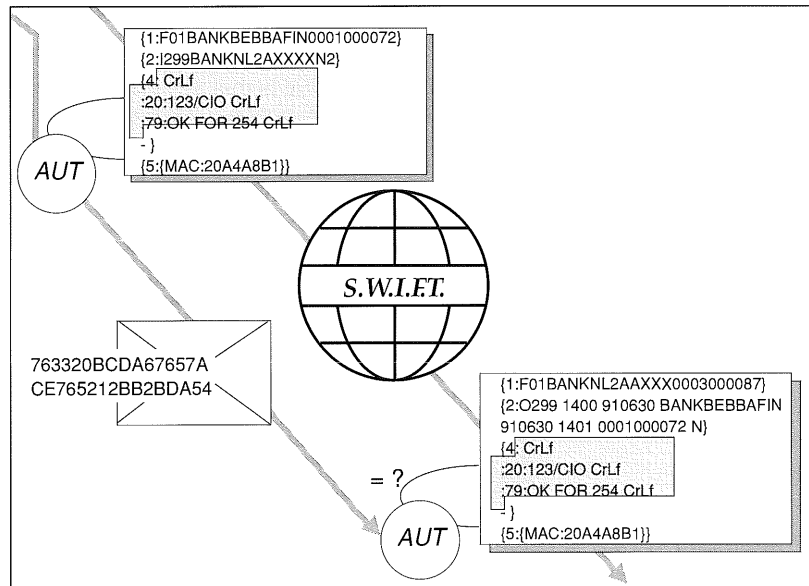 {1:F01BANKBEBBAFIN0001000072}
{2:I299BANKNL2AXXXXN2}
{4: CrLf
:20:123/CIO CrLf
:79:OK FOR 254 CrLf
- }
{5:{MAC:20A4A8B1}}
AUT
S.W.I.F.T.
763320BCDA67657A
CE765212BB2BDA54
{1:F01BANKNL2AAXXX0003000087}
{2:O299 1400 910630 BANKBEBBAFIN
910630 1401 0001000072 N}
{4: CrLf
:20:123/CIO CrLf
:79:OK FOR 254 CrLf
- }
{5:{MAC:20A4A8B1}}
= ?
AUT